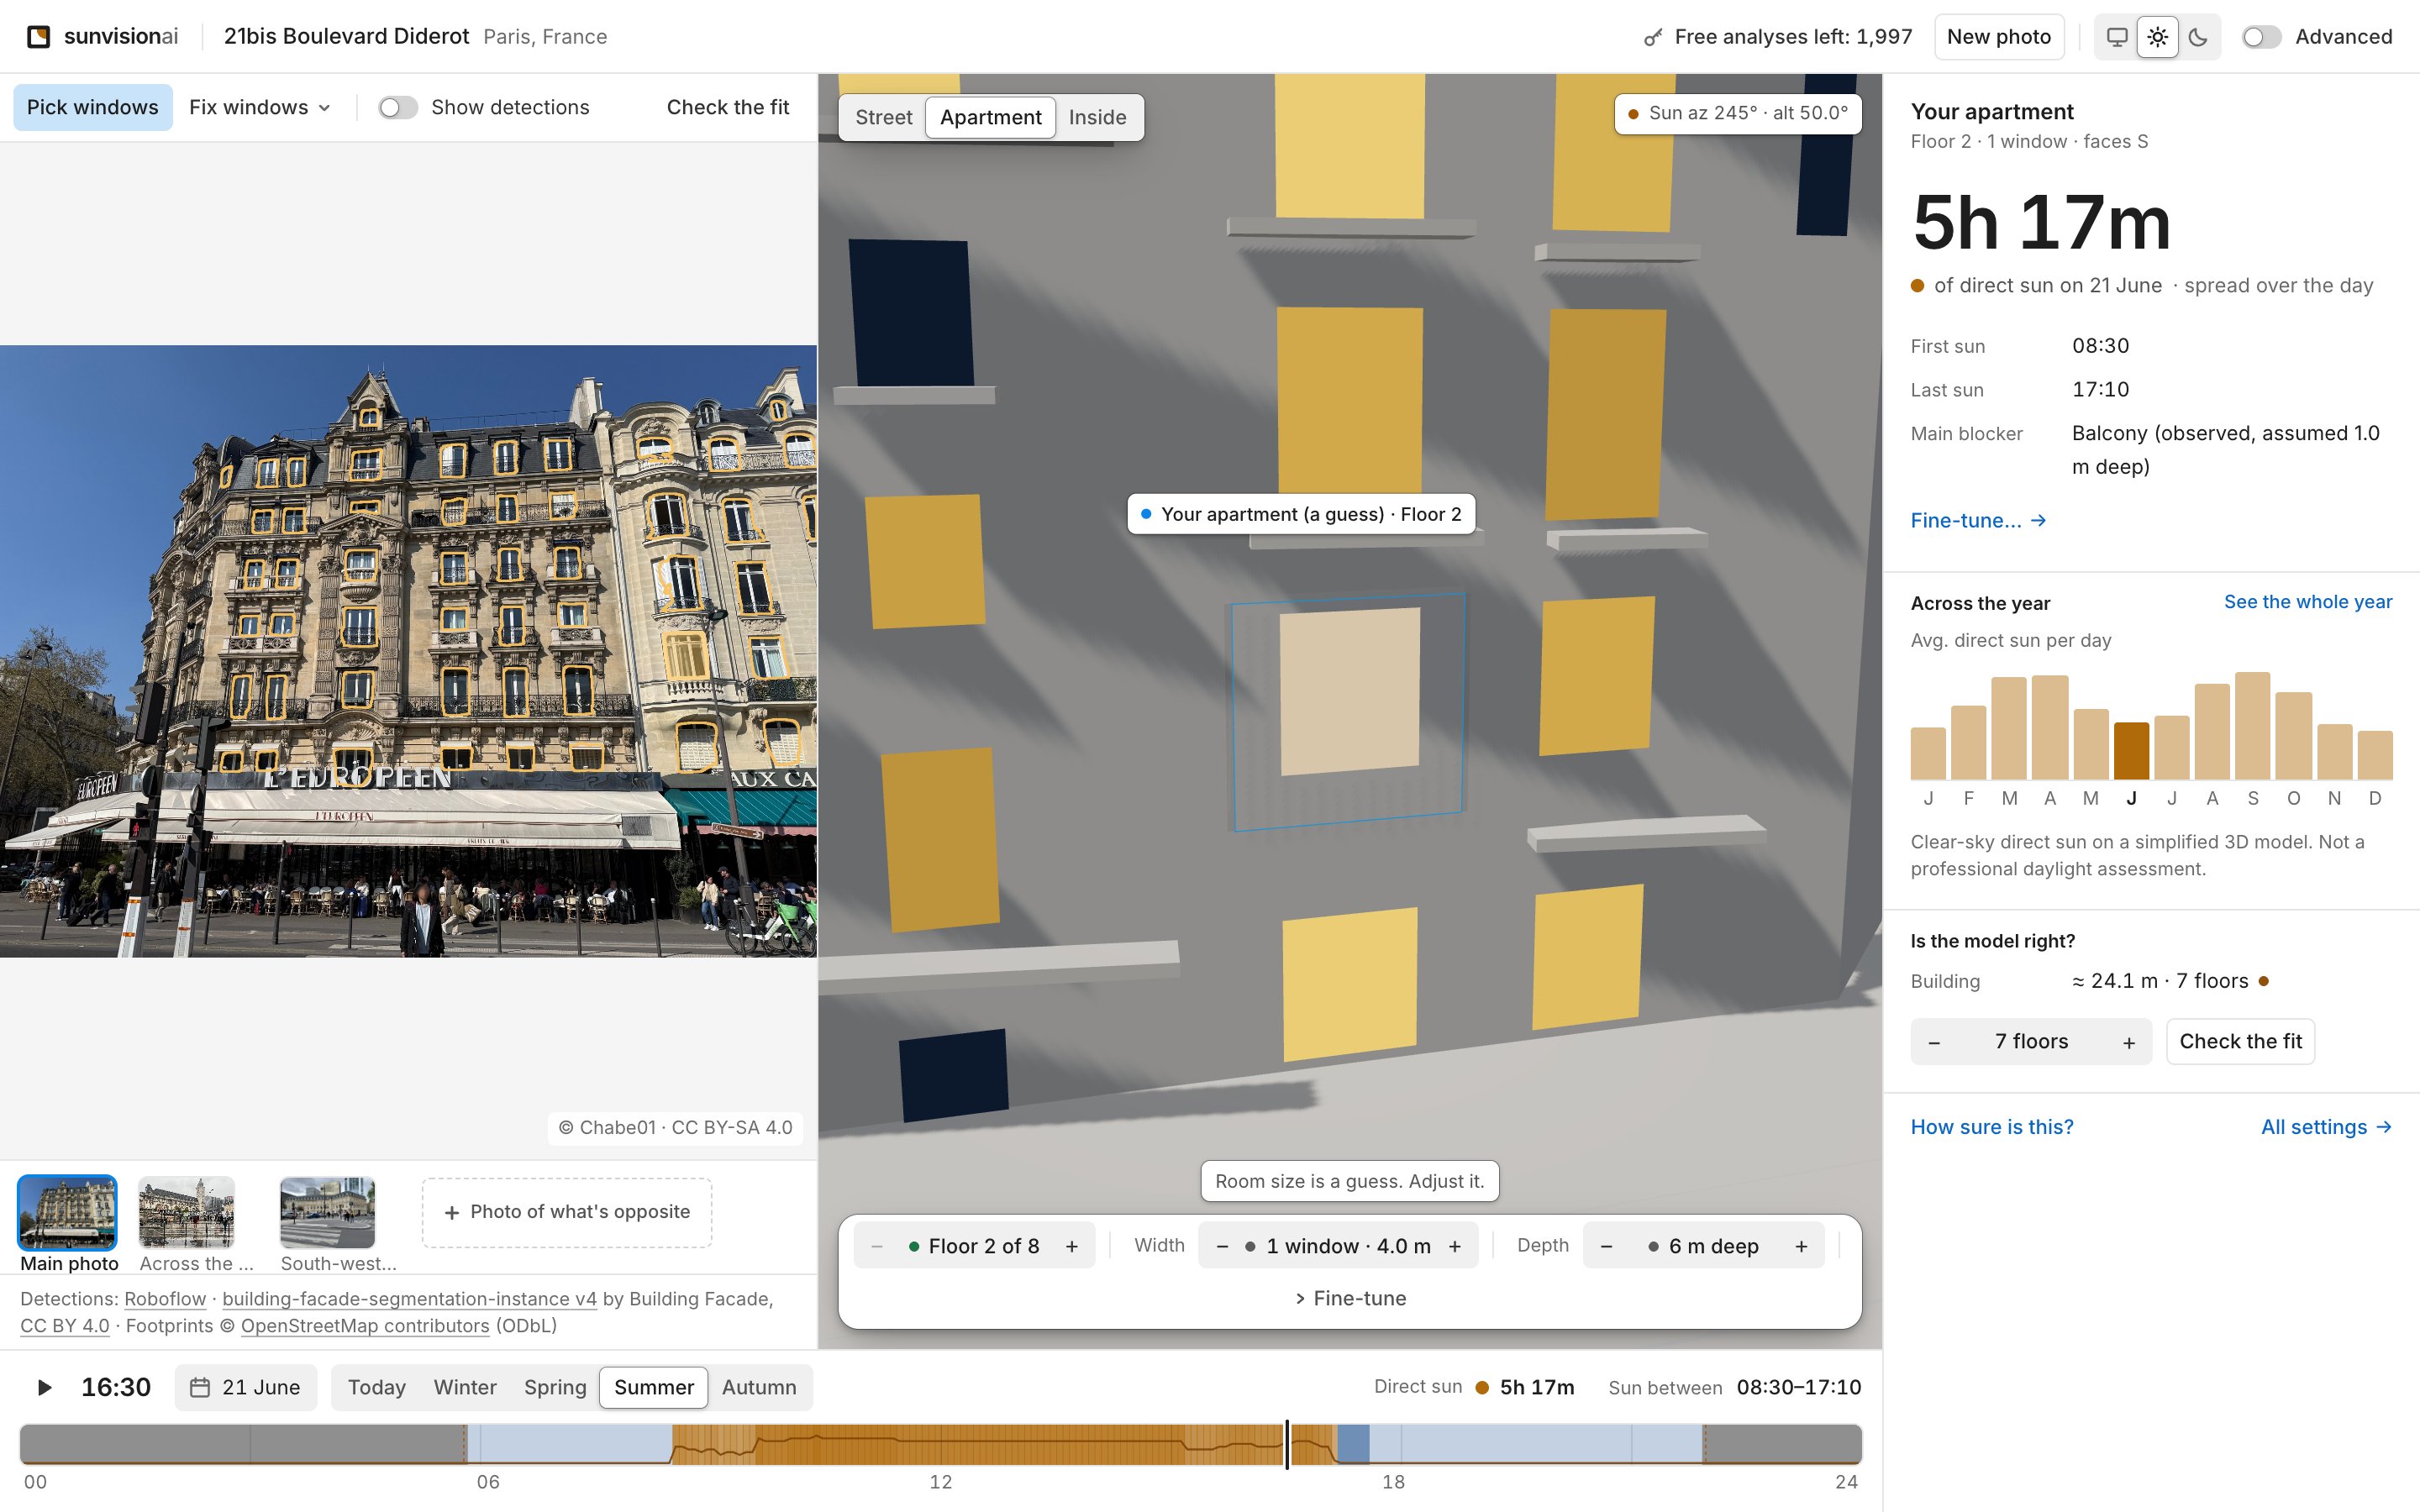 sunvisionai
21bis Boulevard Diderot Paris, France
Free analyses left: 1,997
New photo
Advanced
Pick windows
Fix windows
Show detections
Check the fit
EUROPEEN
L'EUROPEEN
AUX CA
L'EUROPEEN
© Chabe01 · CC BY-SA 4.0
Main photo
Across the ...
South-west...
+ Photo of what's opposite
Detections: Roboflow · building-facade-segmentation-instance v4 by Building Facade,
CC BY 4.0 · Footprints © OpenStreetMap contributors (ODbL)
Street
Apartment
Inside
Sun az 245° · alt 50.0°
Your apartment (a guess) · Floor 2
Room size is a guess. Adjust it.
− Floor 2 of 8 +
Width
− 1 window · 4.0 m +
Depth
− 6 m deep +
Fine-tune
Your apartment
Floor 2 · 1 window · faces S
5h 17m
of direct sun on 21 June · spread over the day
First sun 08:30
Last sun 17:10
Main blocker Balcony (observed, assumed 1.0
m deep)
Fine-tune... →
Across the year
See the whole year
Avg. direct sun per day
J F M A M J J A S O N D
Clear-sky direct sun on a simplified 3D model. Not a
professional daylight assessment.
Is the model right?
Building ≈ 24.1 m · 7 floors
− 7 floors +
Check the fit
How sure is this?
All settings →
16:30
21 June
Today
Winter
Spring
Summer
Autumn
Direct sun 5h 17m
Sun between 08:30–17:10
00 06 12 18 24